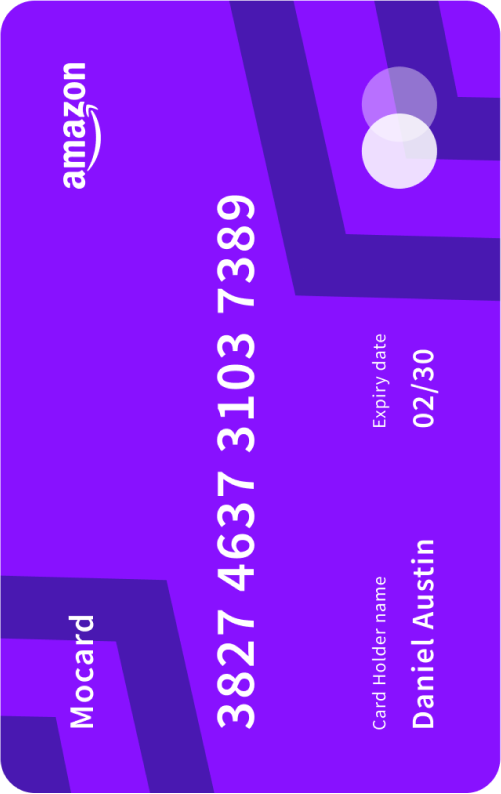 Mocard
amazon
3827 4637 3103 7389
Card Holder name
Daniel Austin
Expiry date
02/30